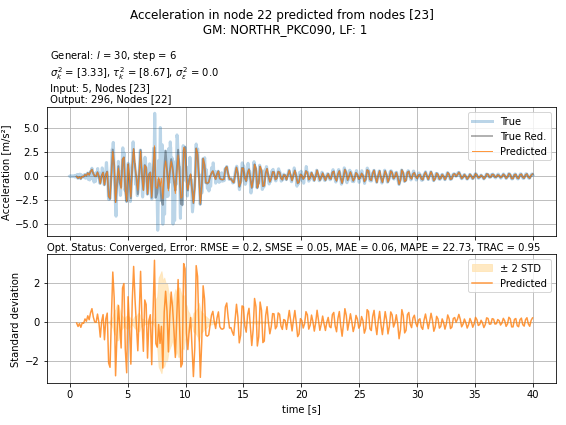 Acceleration in node 22 predicted from nodes [23]
GM: NORTHR_PKC090, LF: 1
General: l = 30, step = 6
σ²ₖ = [3.33], τ²ₖ = [8.67], σ²ε = 0.0
Input: 5, Nodes [23]
Output: 296, Nodes [22]
Acceleration [m/s²]
5.0
2.5
0.0
−2.5
−5.0
True
True Red.
Predicted
Opt. Status: Converged, Error: RMSE = 0.2, SMSE = 0.05, MAE = 0.06, MAPE = 22.73, TRAC = 0.95
Standard deviation
2
0
−2
± 2 STD
Predicted
0 5 10 15 20 25 30 35 40
time [s]